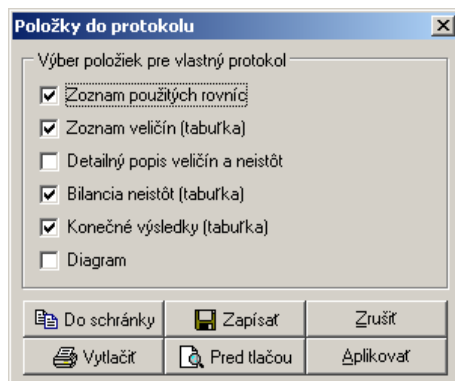 Položky do protokolu
Výber položiek pre vlastný protokol
Zoznam použitých rovníc
Zoznam veličín (tabuľka)
Detailný popis veličín a neistôt
Bilancia neistôt (tabuľka)
Konečné výsledky (tabuľka)
Diagram
Do schránky Zapísať Zrušiť
Vytlačiť Pred tlačou Aplikovať